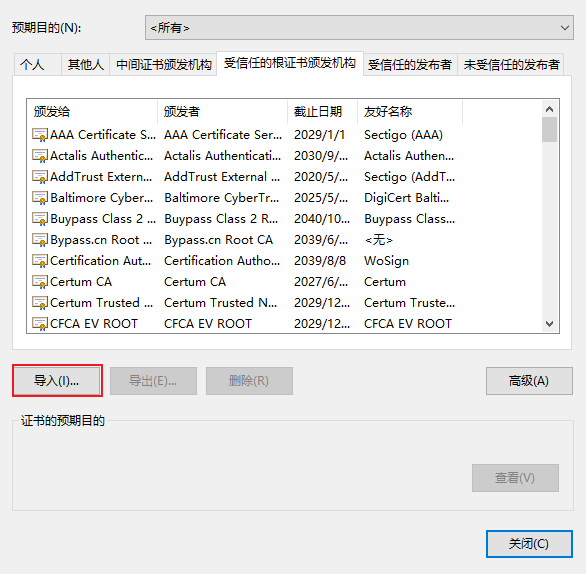 预期目的(N): <所有>
个人 其他人 中间证书颁发机构 受信任的根证书颁发机构 受信任的发布者 未受信任的发布者
颁发给 颁发者 截止日期 友好名称
AAA Certificate S... AAA Certificate Ser... 2029/1/1 Sectigo (AAA)
Actalis Authentic... Actalis Authenticati... 2030/9/... Actalis Authen...
AddTrust Extern... AddTrust External ... 2020/5/... Sectigo (AddT...
Baltimore Cyber... Baltimore CyberTr... 2025/5/... DigiCert Balti...
Buypass Class 2 ... Buypass Class 2 R... 2040/10... Buypass Class...
Bypass.cn Root ... Bypass.cn Root CA 2039/6/... <无>
Certification Aut... Certification Autho... 2039/8/8 WoSign
Certum CA Certum CA 2027/6/... Certum
Certum Trusted ... Certum Trusted N... 2029/12... Certum Truste...
CFCA EV ROOT CFCA EV ROOT 2029/12... CFCA EV ROOT
导入(I)... 导出(E)... 删除(R) 高级(A)
证书的预期目的
查看(V)
关闭(C)